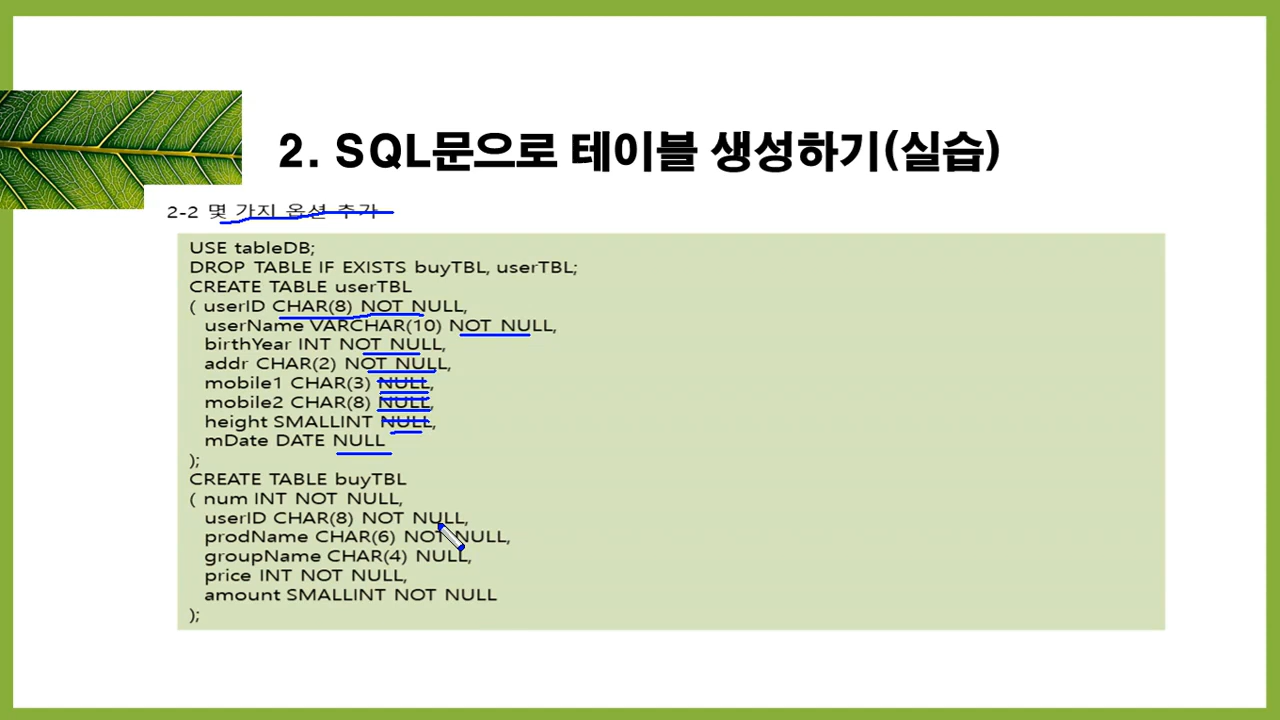 2. SQL문으로 테이블 생성하기(실습)
2-2 몇 가지 옵션 추가
USE tableDB;
DROP TABLE IF EXISTS buyTBL, userTBL;
CREATE TABLE userTBL
( userID CHAR(8) NOT NULL,
userName VARCHAR(10) NOT NULL,
birthYear INT NOT NULL,
addr CHAR(2) NOT NULL,
mobile1 CHAR(3) NULL,
mobile2 CHAR(8) NULL,
height SMALLINT NULL,
mDate DATE NULL
);
CREATE TABLE buyTBL
( num INT NOT NULL,
userID CHAR(8) NOT NULL,
prodName CHAR(6) NOT NULL,
groupName CHAR(4) NULL,
price INT NOT NULL,
amount SMALLINT NOT NULL
);